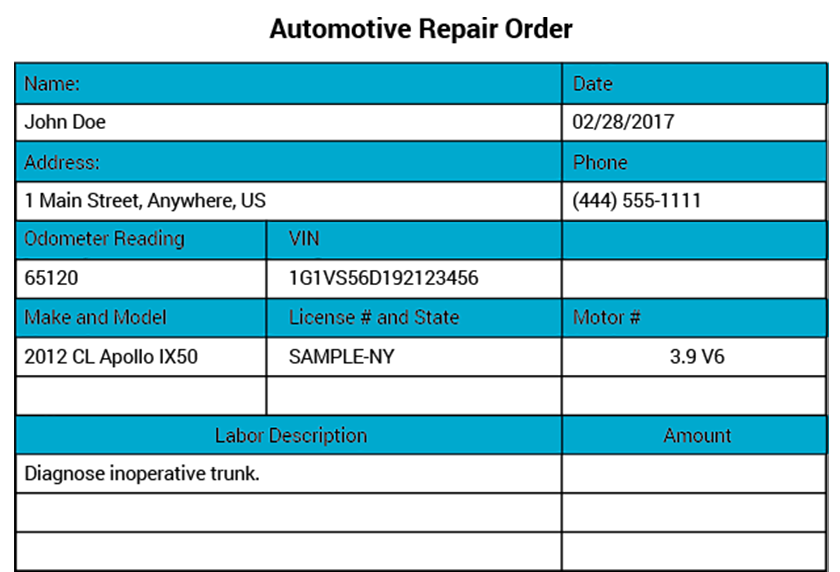 Automotive Repair Order
Name: Date
John Doe 02/28/2017
Address: Phone
1 Main Street, Anywhere, US (444) 555-1111
Odometer Reading VIN
65120 1G1VS56D192123456
Make and Model License # and State Motor #
2012 CL Apollo IX50 SAMPLE-NY 3.9 V6
Labor Description Amount
Diagnose inoperative trunk.